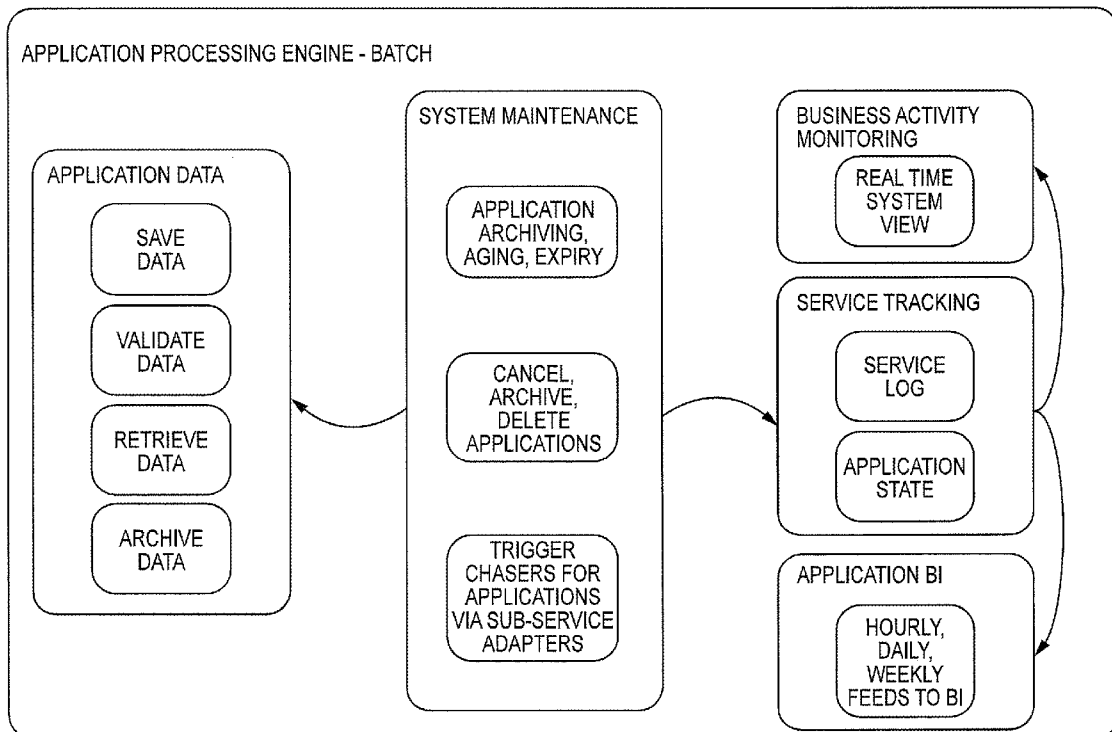 APPLICATION PROCESSING ENGINE - BATCH
APPLICATION DATA
SAVE
DATA
VALIDATE
DATA
RETRIEVE
DATA
ARCHIVE
DATA
SYSTEM MAINTENANCE
APPLICATION
ARCHIVING,
AGING, EXPIRY
CANCEL,
ARCHIVE,
DELETE
APPLICATIONS
TRIGGER
CHASERS FOR
APPLICATIONS
VIA SUB-SERVICE
ADAPTERS
BUSINESS ACTIVITY
MONITORING
REAL TIME
SYSTEM
VIEW
SERVICE TRACKING
SERVICE
LOG
APPLICATION
STATE
APPLICATION BI
HOURLY,
DAILY,
WEEKLY
FEEDS TO BI